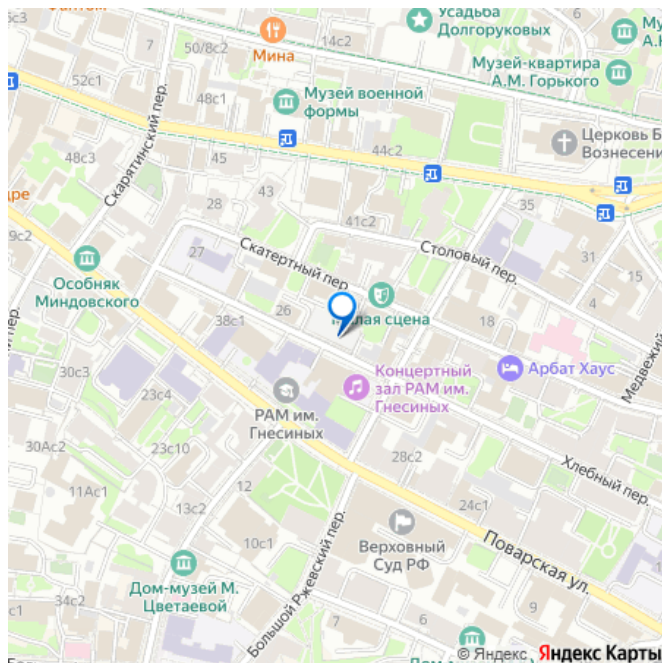 Усадьба
Долгоруковых
7
50/8с2
14с2
Мина
Музей-квартира
А.М. Горького
52с1
48с1
Музей военной
формы
Церковь Б
Вознесени
48с3
Скарятинский пер.
45
44с2
43
28
41с2
35
Скатертный пер.
Столовый пер.
31
15
27
Особняк
Миндовского
26
4
38с1
18
Концертный
зал РАМ им.
Гнесиных
Арбат Хаус
Медвежий
30с3
23с4
РАМ им.
Гнесиных
30Ас2
23с10
28с2
Хлебный пер.
11Ас1
12
13с2
24с1
10с1
Верховный
Суд РФ
Поварская ул.
Большой Ржевский пер.
Дом-музей М.
Цветаевой
34с2
7
6
9
© Яндекс Яндекс Карты